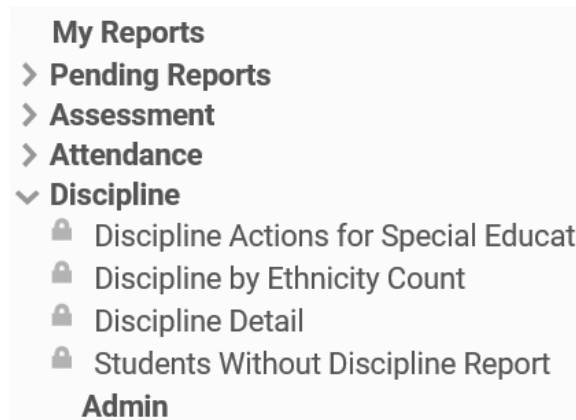 My Reports
Pending Reports
Assessment
Attendance
Discipline
Discipline Actions for Special Educat
Discipline by Ethnicity Count
Discipline Detail
Students Without Discipline Report
Admin